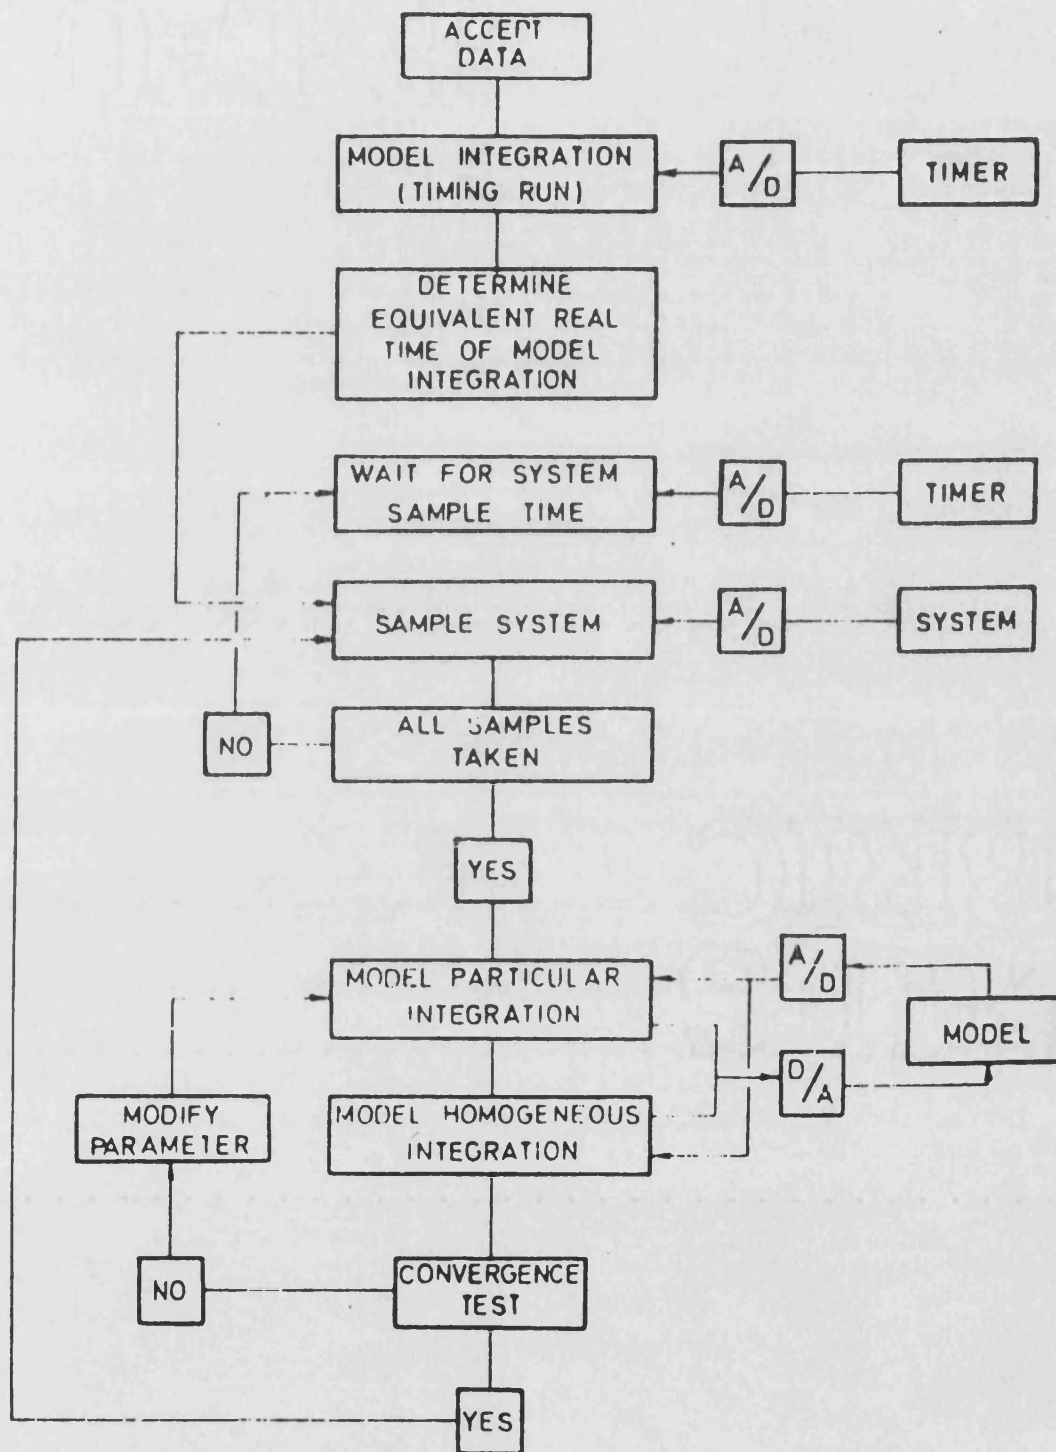 ACCEPT
DATA
MODEL INTEGRATION
(TIMING RUN)
A/D
TIMER
DETERMINE
EQUIVALENT REAL
TIME OF MODEL
INTEGRATION
WAIT FOR SYSTEM
SAMPLE TIME
A/D
TIMER
SAMPLE SYSTEM
A/D
SYSTEM
NO
ALL SAMPLES
TAKEN
YES
MODEL PARTICULAR
INTEGRATION
A/D
MODEL
D/A
MODIFY
PARAMETER
MODEL HOMOGENEOUS
INTEGRATION
NO
CONVERGENCE
TEST
YES